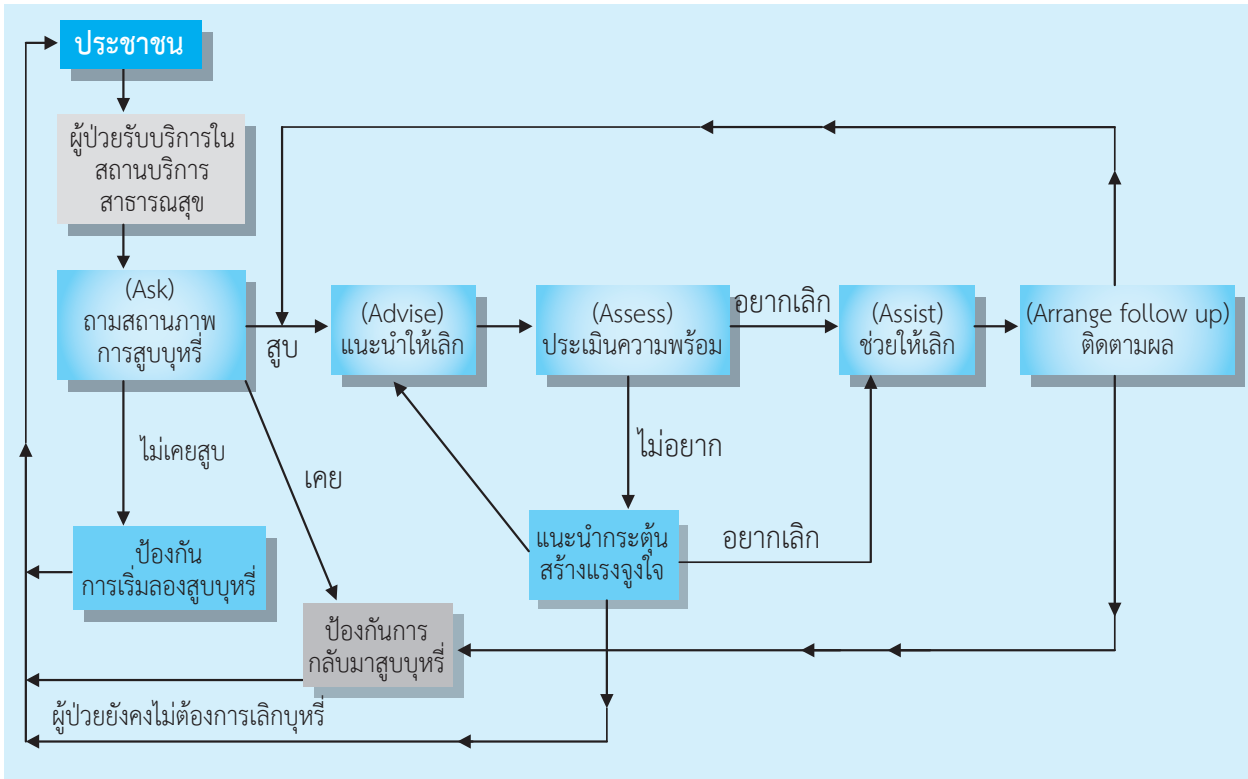 ประชาชน
ผู้ป่วยรับบริการใน
สถานบริการ
สาธารณสุข
(Ask)
ถามสถานภาพ
การสูบบุหรี่
สูบ
(Advise)
แนะนำให้เลิก
(Assess)
ประเมินความพร้อม
อยากเลิก
(Assist)
ช่วยให้เลิก
(Arrange follow up)
ติดตามผล
ไม่เคยสูบ
เคย
ไม่อยาก
ป้องกัน
การเริ่มลองสูบบุหรี่
แนะนำกระตุ้น
สร้างแรงจูงใจ
อยากเลิก
ป้องกันการ
กลับมาสูบบุหรี่
ผู้ป่วยยังคงไม่ต้องการเลิกบุหรี่